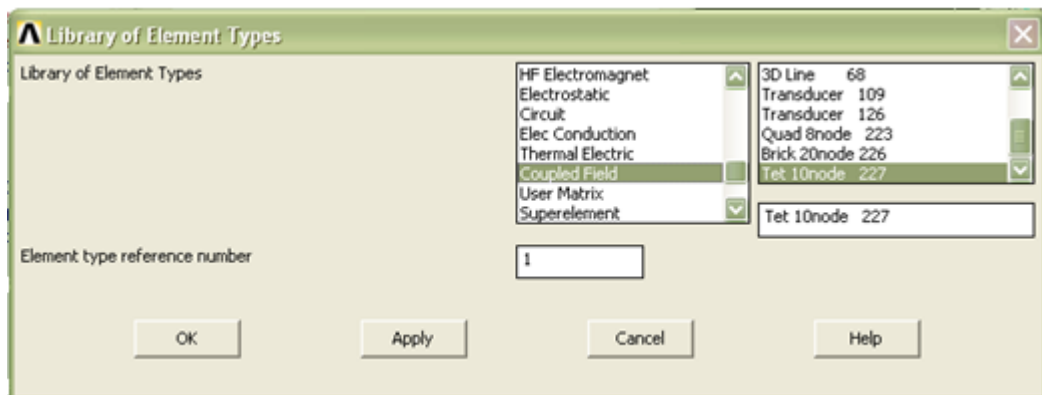 Library of Element Types
Library of Element Types
HF Electromagnet
Electrostatic
Circuit
Elec Conduction
Thermal Electric
Coupled Field
User Matrix
Superelement
3D Line 68
Transducer 109
Transducer 126
Quad 8node 223
Brick 20node 226
Tet 10node 227
Tet 10node 227
Element type reference number
1
OK
Apply
Cancel
Help